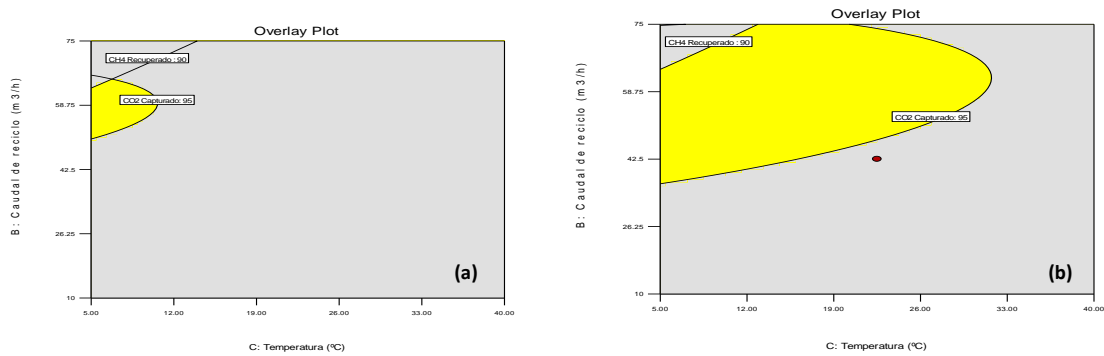 Overlay Plot
B: Caudal de reciclo (m3/h)
75
58.75
42.5
26.25
10
CH4 Recuperado : 90
CO2 Capturado: 95
(a)
5.00 12.00 19.00 26.00 33.00 40.00
C: Temperatura (ºC)
Overlay Plot
B: Caudal de reciclo (m3/h)
75
58.75
42.5
26.25
10
CH4 Recuperado : 90
CO2 Capturado: 95
(b)
5.00 12.00 19.00 26.00 33.00 40.00
C: Temperatura (ºC)